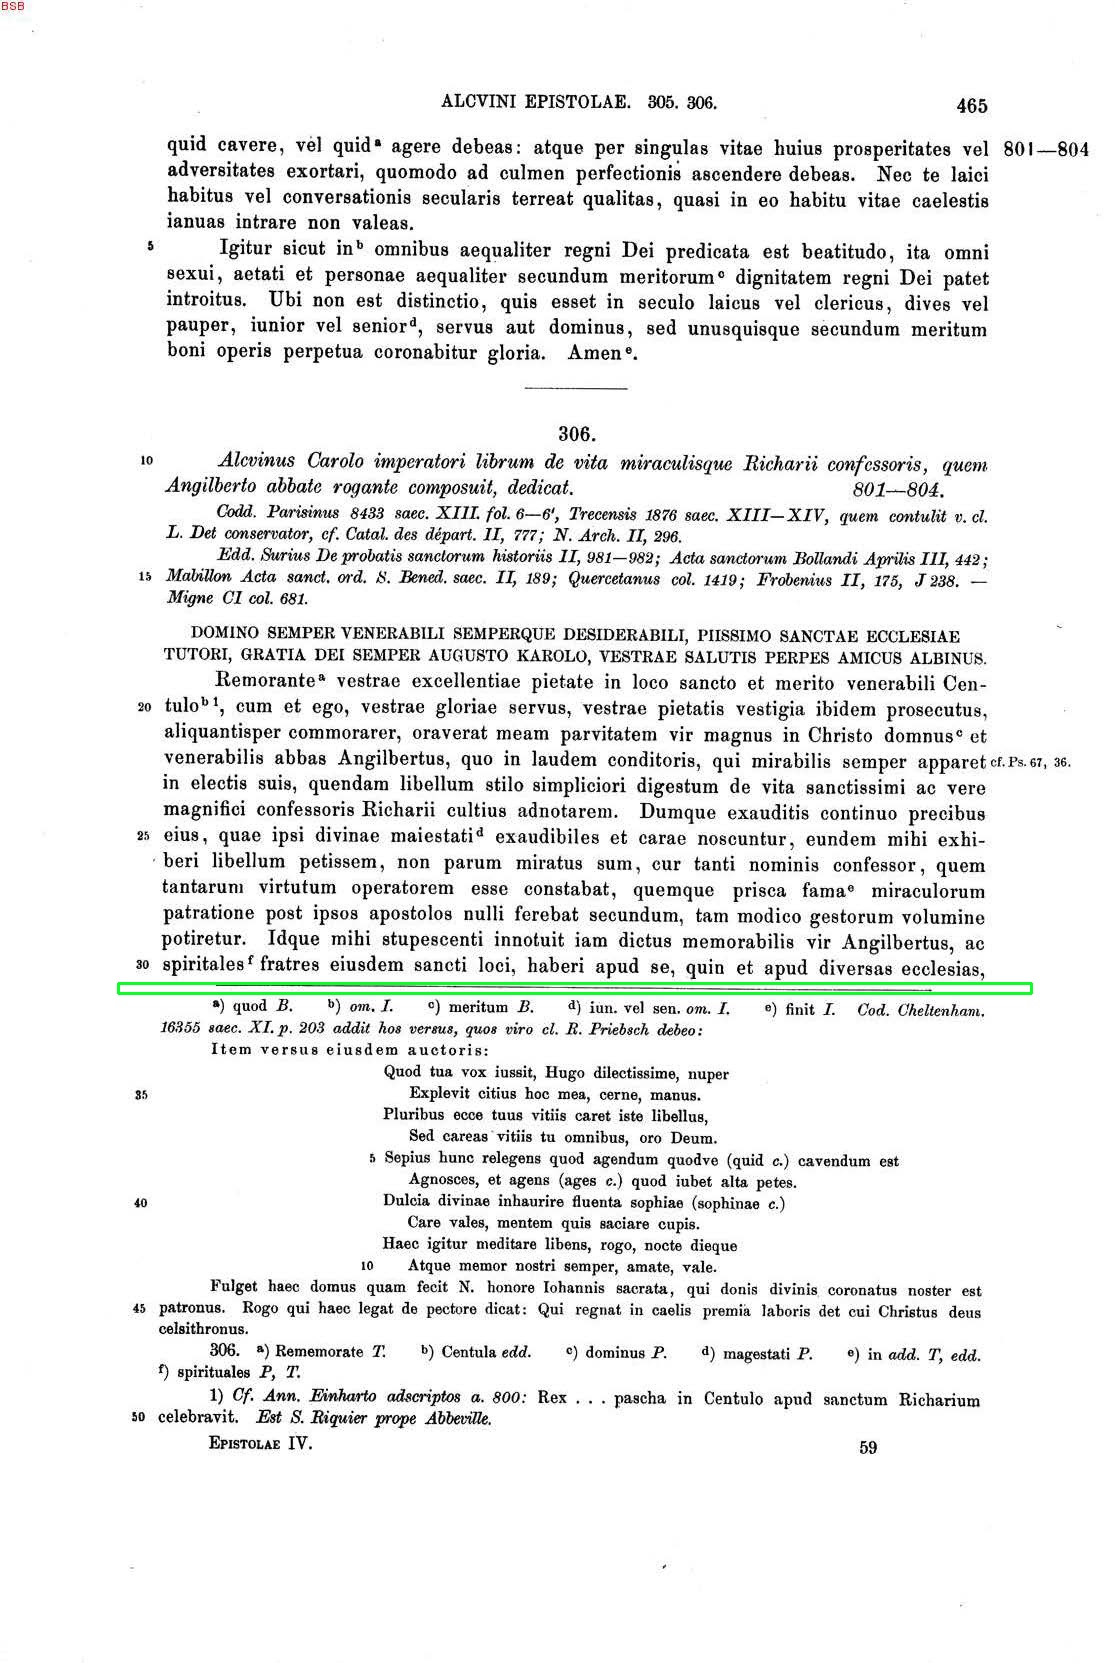 BSB
ALCVINI EPISTOLAE. 305. 306. 465
quid cavere, vel quid a agere debeas: atque per singulas vitae huius prosperitates vel 801—804
adversitates exortari, quomodo ad culmen perfectionis ascendere debeas. Nec te laici
habitus vel conversationis secularis terreat qualitas, quasi in eo habitu vitae caelestis
ianuas intrare non valeas.
5 Igitur sicut in b omnibus aequaliter regni Dei predicata est beatitudo, ita omni
sexui, aetati et personae aequaliter secundum meritorum c dignitatem regni Dei patet
introitus. Ubi non est distinctio, quis esset in seculo laicus vel clericus, dives vel
pauper, iunior vel senior d, servus aut dominus, sed unusquisque secundum meritum
boni operis perpetua coronabitur gloria. Amen e.
306.
10 Alcvinus Carolo imperatori librum de vita miraculisque Richarii confessoris, quem
Angilberto abbate rogante composuit, dedicat. 801—804.
Codd. Parisinus 8433 saec. XIII. fol. 6—6', Trecensis 1876 saec. XIII—XIV, quem contulit v. cl.
L. Det conservator, cf. Catal. des départ. II, 777; N. Arch. II, 296.
Edd. Surius De probatis sanctorum historiis II, 981—982; Acta sanctorum Bollandi Aprilis III, 442;
15 Mabillon Acta sanct. ord. S. Bened. saec. II, 189; Quercetanus col. 1419; Frobenius II, 175, J 238. —
Migne CI col. 681.
DOMINO SEMPER VENERABILI SEMPERQUE DESIDERABILI, PIISSIMO SANCTAE ECCLESIAE
TUTORI, GRATIA DEI SEMPER AUGUSTO KAROLO, VESTRAE SALUTIS PERPES AMICUS ALBINUS.
Remorante a vestrae excellentiae pietate in loco sancto et merito venerabili Cen-
20 tulo b 1, cum et ego, vestrae gloriae servus, vestrae pietatis vestigia ibidem prosecutus,
aliquantisper commorarer, oraverat meam parvitatem vir magnus in Christo domnus c et
venerabilis abbas Angilbertus, quo in laudem conditoris, qui mirabilis semper apparet cf. Ps. 67, 36.
in electis suis, quendam libellum stilo simpliciori digestum de vita sanctissimi ac vere
magnifici confessoris Richarii cultius adnotarem. Dumque exauditis continuo precibus
25 eius, quae ipsi divinae maiestati d exaudibiles et carae noscuntur, eundem mihi exhi-
beri libellum petissem, non parum miratus sum, cur tanti nominis confessor, quem
tantarum virtutum operatorem esse constabat, quemque prisca fama e miraculorum
patratione post ipsos apostolos nulli ferebat secundum, tam modico gestorum volumine
potiretur. Idque mihi stupescenti innotuit iam dictus memorabilis vir Angilbertus, ac
30 spiritales f fratres eiusdem sancti loci, haberi apud se, quin et apud diversas ecclesias,
a) quod B. b) om. I. c) meritum B. d) iun. vel sen. om. I. e) finit I. Cod. Cheltenham.
16355 saec. XI. p. 203 addit hos versus, quos viro cl. R. Priebsch debeo:
Item versus eiusdem auctoris:
Quod tua vox iussit, Hugo dilectissime, nuper
35 Explevit citius hoc mea, cerne, manus.
Pluribus ecce tuus vitiis caret iste libellus,
Sed careas vitiis tu omnibus, oro Deum.
5 Sepius hunc relegens quod agendum quodve (quid c.) cavendum est
Agnosces, et agens (ages c.) quod iubet alta petes.
40 Dulcia divinae inhaurire fluenta sophiae (sophinae c.)
Care vales, mentem quis saciare cupis.
Haec igitur meditare libens, rogo, nocte dieque
10 Atque memor nostri semper, amate, vale.
Fulget haec domus quam fecit N. honore Iohannis sacrata, qui donis divinis coronatus noster est
45 patronus. Rogo qui haec legat de pectore dicat: Qui regnat in caelis premia laboris det cui Christus deus
celsithronus.
306. a) Rememorate T. b) Centula edd. c) dominus P. d) magestati P. e) in add. T, edd.
f) spirituales P, T.
1) Cf. Ann. Einharto adscriptos a. 800: Rex . . . pascha in Centulo apud sanctum Richarium
50 celebravit. Est S. Riquier prope Abbeville.
EPISTOLAE IV. 59